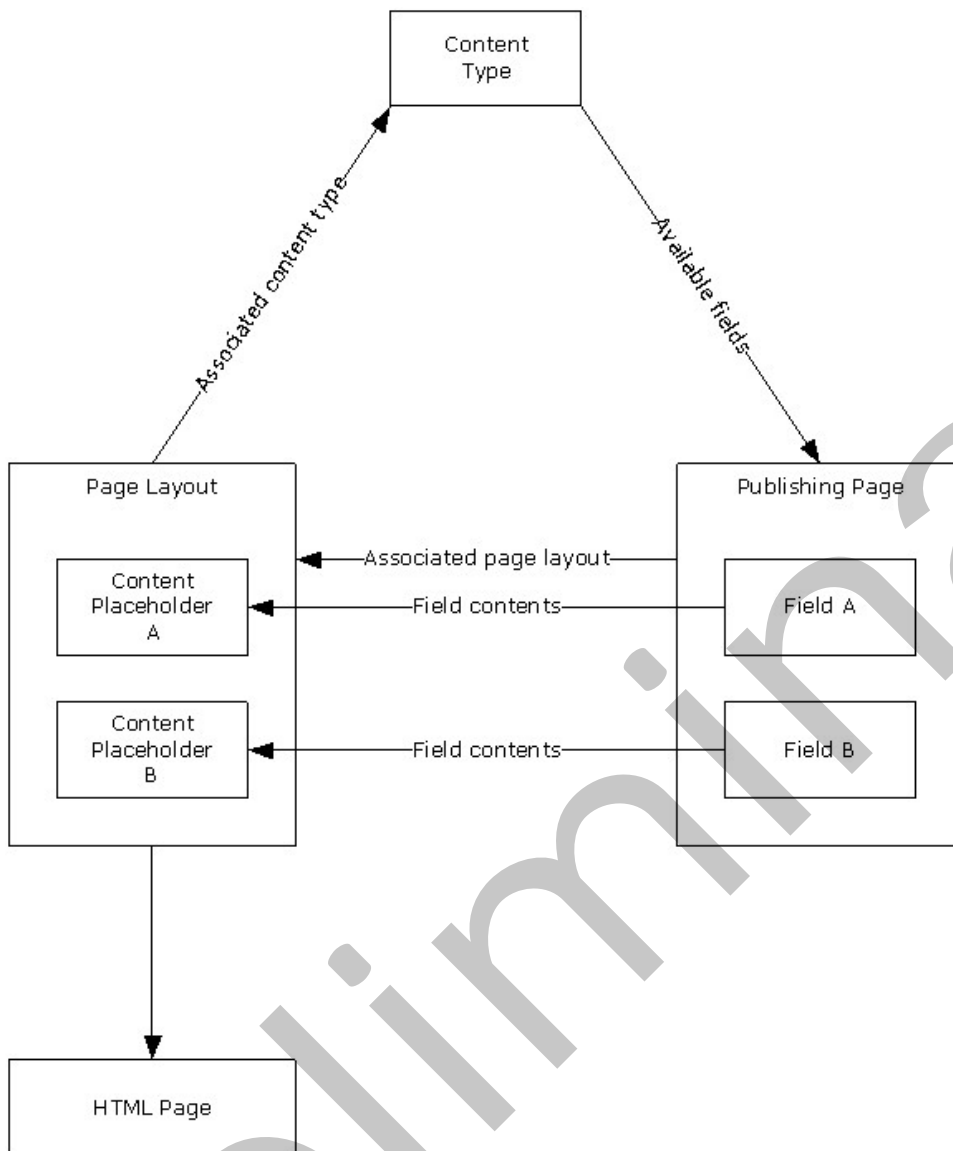 Content
Type
Associated content type
Available fields
Page Layout
Publishing Page
Associated page layout
Content
Placeholder
A
Field contents
Field A
Content
Placeholder
B
Field contents
Field B
HTML Page